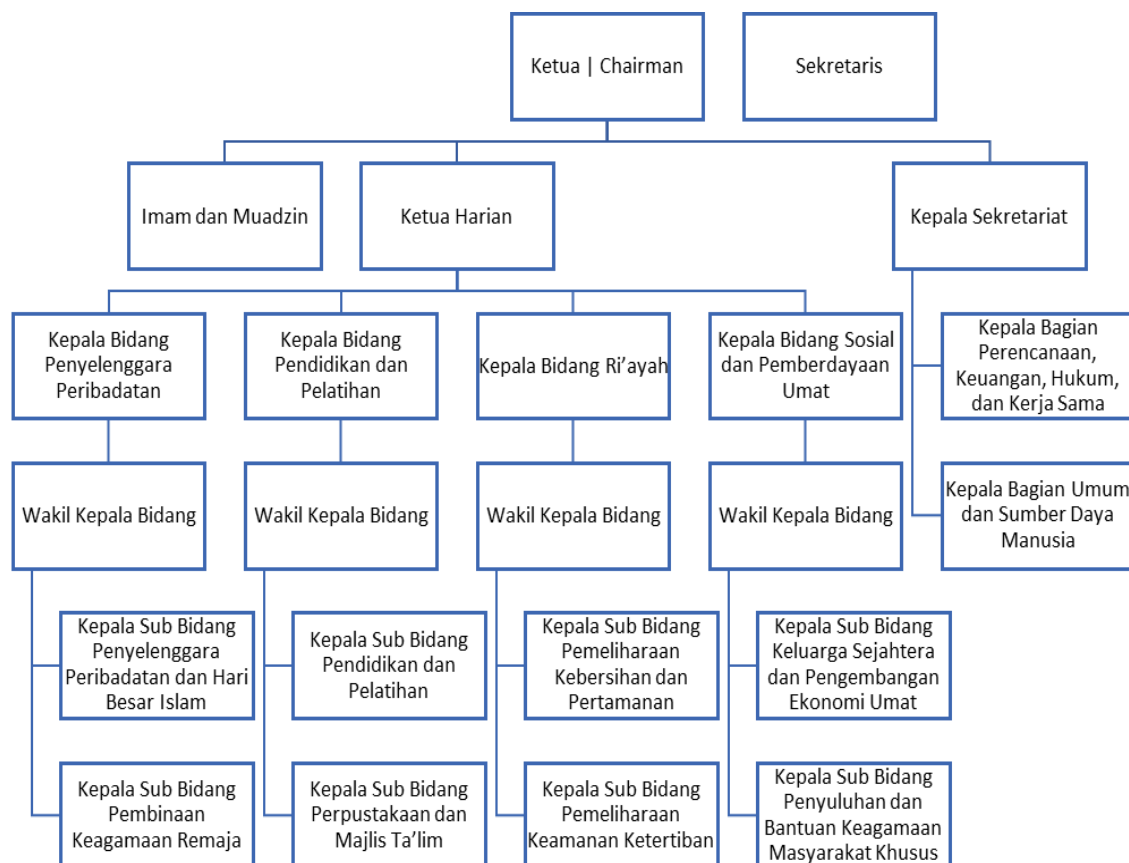 Ketua | Chairman
Sekretaris
Imam dan Muadzin
Ketua Harian
Kepala Sekretariat
Kepala Bidang
Penyelenggara
Peribadatan
Kepala Bidang
Pendidikan dan
Pelatihan
Kepala Bidang Ri’ayah
Kepala Bidang Sosial
dan Pemberdayaan
Umat
Kepala Bagian
Perencanaan,
Keuangan, Hukum,
dan Kerja Sama
Wakil Kepala Bidang
Wakil Kepala Bidang
Wakil Kepala Bidang
Wakil Kepala Bidang
Kepala Bagian Umum
dan Sumber Daya
Manusia
Kepala Sub Bidang
Penyelenggara
Peribadatan dan Hari
Besar Islam
Kepala Sub Bidang
Pendidikan dan
Pelatihan
Kepala Sub Bidang
Pemeliharaan
Kebersihan dan
Pertamanan
Kepala Sub Bidang
Keluarga Sejahtera
dan Pengembangan
Ekonomi Umat
Kepala Sub Bidang
Pembinaan
Keagamaan Remaja
Kepala Sub Bidang
Perpustakaan dan
Majlis Ta’lim
Kepala Sub Bidang
Pemeliharaan
Keamanan Ketertiban
Kepala Sub Bidang
Penyuluhan dan
Bantuan Keagamaan
Masyarakat Khusus